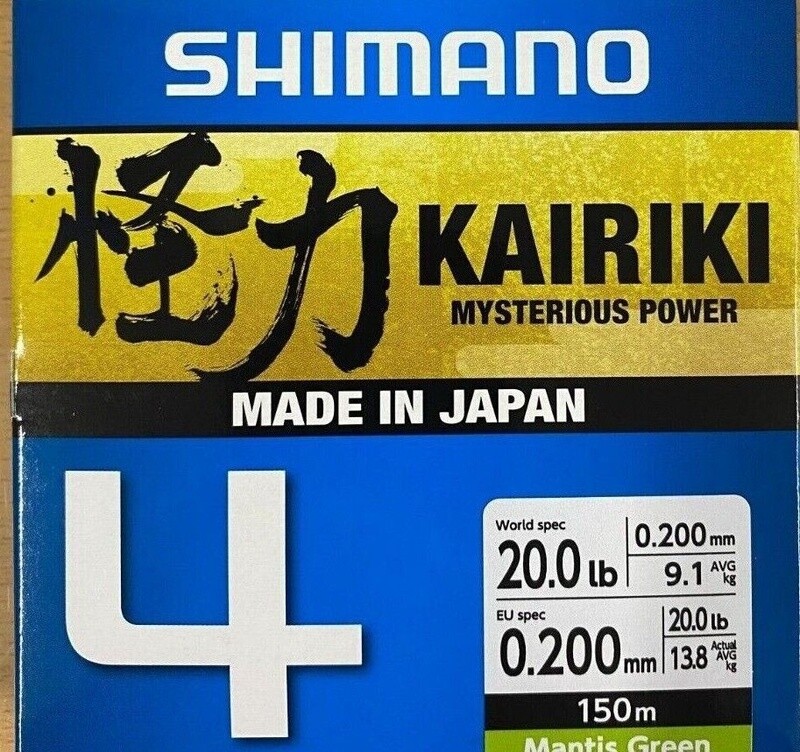 SHIMANO
怪力 KAIRIKI
MYSTERIOUS POWER
MADE IN JAPAN
4
World spec
20.0 lb
0.200 mm
9.1 AVG kg
EU spec
0.200 mm
20.0 lb
13.8 Actual AVG kg
150m
Mantis Green